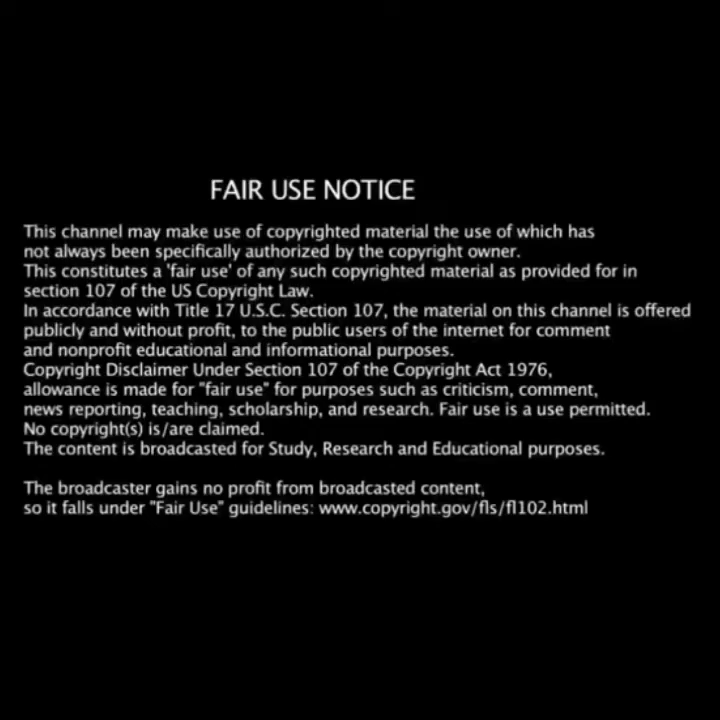 FAIR USE NOTICE
This channel may make use of copyrighted material the use of which has
not always been specifically authorized by the copyright owner.
This constitutes a 'fair use' of any such copyrighted material as provided for in
section 107 of the US Copyright Law.
In accordance with Title 17 U.S.C. Section 107, the material on this channel is offered
publicly and without profit, to the public users of the internet for comment
and nonprofit educational and informational purposes.
Copyright Disclaimer Under Section 107 of the Copyright Act 1976,
allowance is made for "fair use" for purposes such as criticism, comment,
news reporting, teaching, scholarship, and research. Fair use is a use permitted.
No copyright(s) is/are claimed.
The content is broadcasted for Study, Research and Educational purposes.
The broadcaster gains no profit from broadcasted content,
so it falls under "Fair Use" guidelines: www.copyright.gov/fls/fl102.html